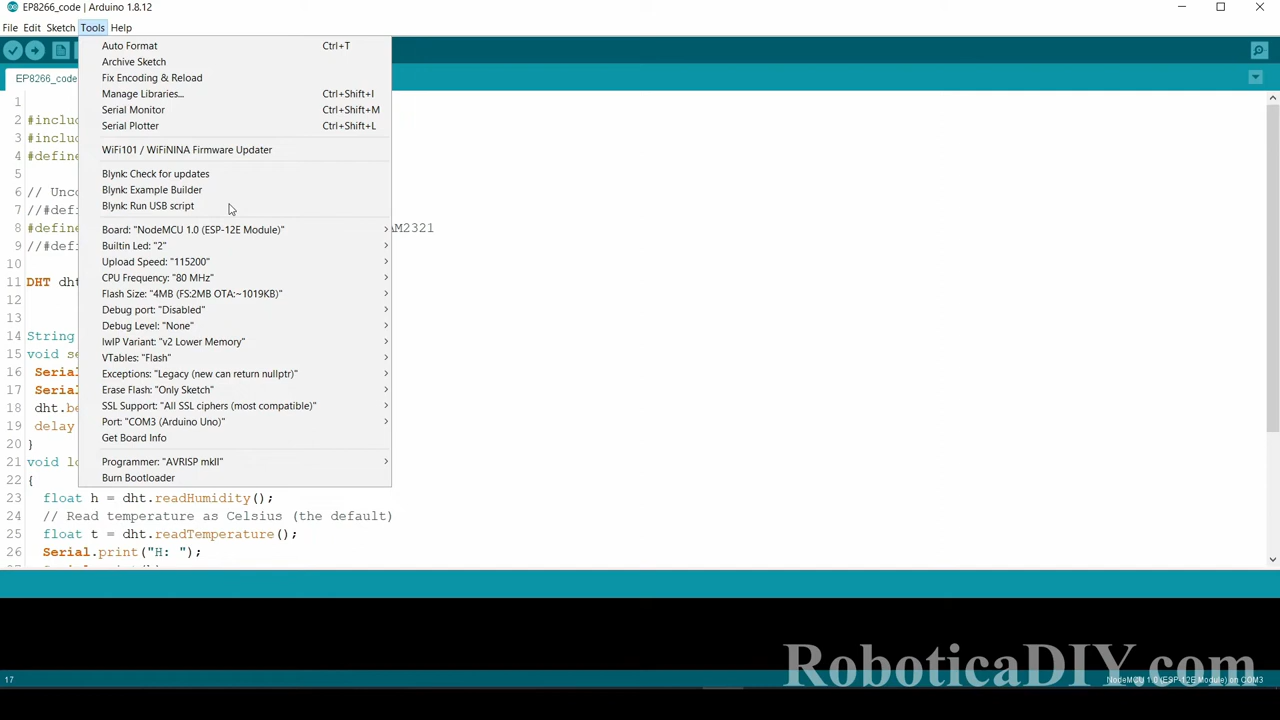 EP8266_code | Arduino 1.8.12
File Edit Sketch Tools Help
Auto Format Ctrl+T
Archive Sketch
EP8266_code
Fix Encoding & Reload
Manage Libraries... Ctrl+Shift+I
1
Serial Monitor Ctrl+Shift+M
2 #inclu
Serial Plotter Ctrl+Shift+L
3 #inclu
4 #define
WiFi101 / WiFiNINA Firmware Updater
5
Blynk: Check for updates
6 // Unco
Blynk: Example Builder
7 //#def
Blynk: Run USB script
8 #define AM2321
Board: "NodeMCU 1.0 (ESP-12E Module)"
9 //#def
Builtin Led: "2"
10
Upload Speed: "115200"
11 DHT dht
CPU Frequency: "80 MHz"
12
Flash Size: "4MB (FS:2MB OTA:~1019KB)"
13
Debug port: "Disabled"
Debug Level: "None"
14 String
lwIP Variant: "v2 Lower Memory"
15 void se
VTables: "Flash"
16 Serial
Exceptions: "Legacy (new can return nullptr)"
17 Serial
Erase Flash: "Only Sketch"
18 dht.be
SSL Support: "All SSL ciphers (most compatible)"
19 delay
Port: "COM3 (Arduino Uno)"
20 }
Get Board Info
21 void lo
Programmer: "AVRISP mkII"
22 {
Burn Bootloader
23 float h = dht.readHumidity();
24 // Read temperature as Celsius (the default)
25 float t = dht.readTemperature();
26 Serial.print("H: ");
RoboticaDIY.com
17 NodeMCU 1.0 (ESP-12E Module) on COM3